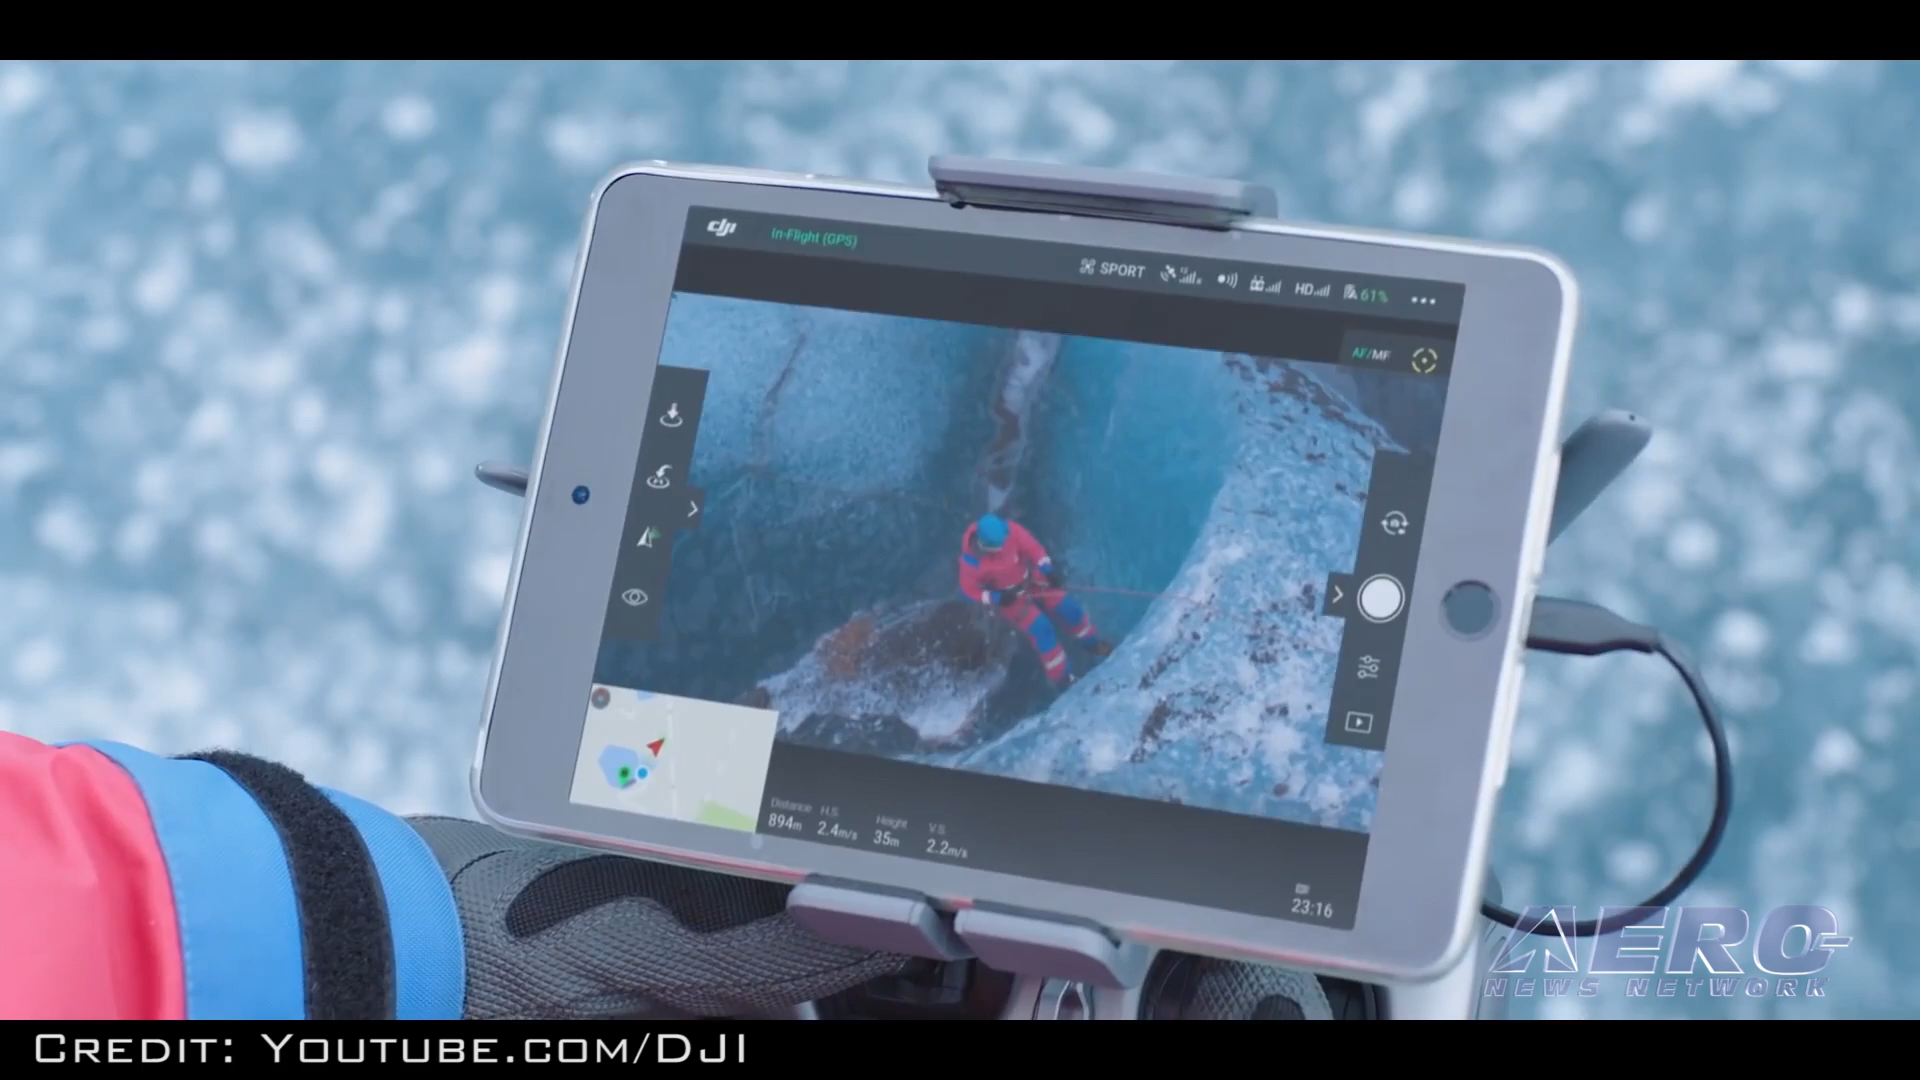 dji
In-Flight (GPS)
SPORT
HD
61%
AF/MF
Distance H.S. Height V.S.
894m 2.4m/s 35m 2.2m/s
23:16
AERO
NEWS NETWORK
CREDIT: YOUTUBE.COM/DJI